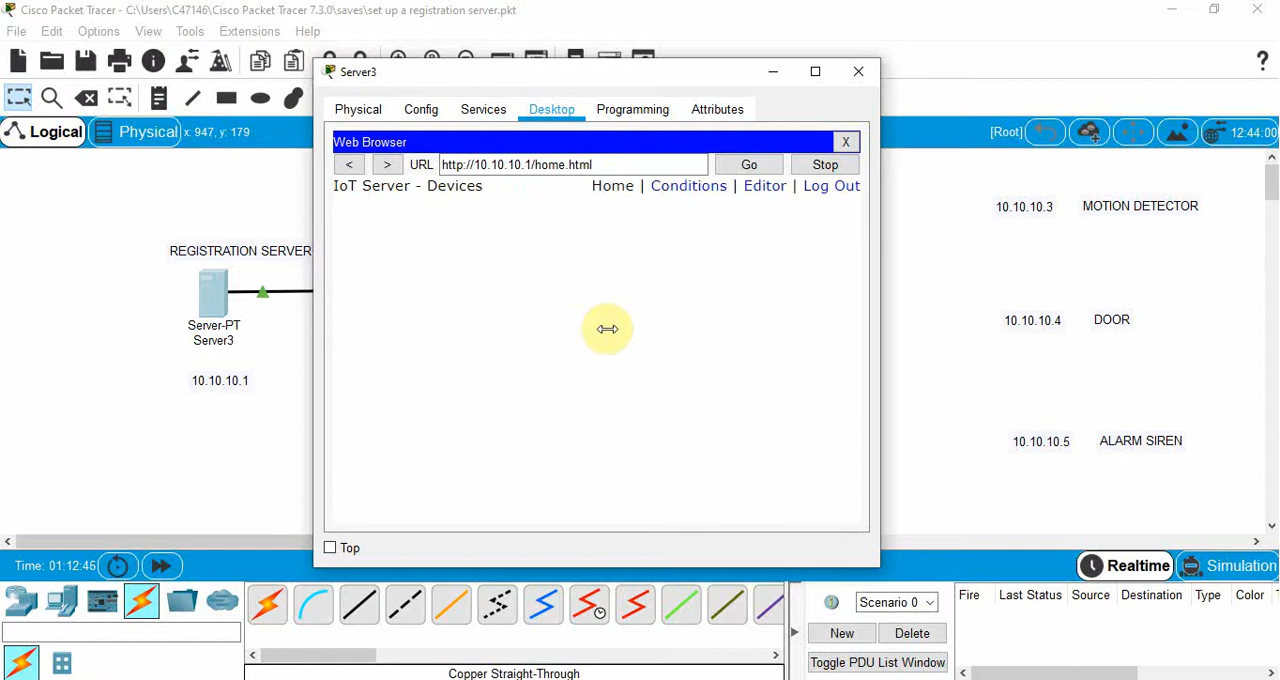 Cisco Packet Tracer - C:\Users\C47146\Cisco Packet Tracer 7.3.0\saves\set up a registration server.pkt
File Edit Options View Tools Extensions Help
Server3
Physical Config Services Desktop Programming Attributes
Logical Physical x: 947, y: 179
[Root] 12:44:00
Web Browser X
< > URL http://10.10.10.1/home.html Go Stop
IoT Server - Devices Home | Conditions | Editor | Log Out
10.10.10.3 MOTION DETECTOR
REGISTRATION SERVER
Server-PT
Server3
10.10.10.1
10.10.10.4 DOOR
10.10.10.5 ALARM SIREN
Top
Time: 01:12:46
Realtime Simulation
Scenario 0
New Delete
Toggle PDU List Window
Fire Last Status Source Destination Type Color
Copper Straight-Through